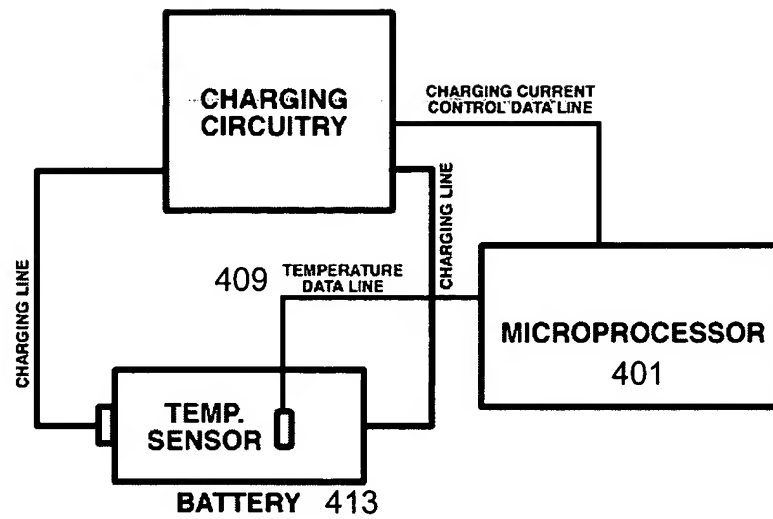 CHARGING
CIRCUITRY
CHARGING CURRENT
CONTROL DATA LINE
CHARGING LINE
CHARGING LINE
409
TEMPERATURE
DATA LINE
MICROPROCESSOR
401
TEMP.
SENSOR
BATTERY 413